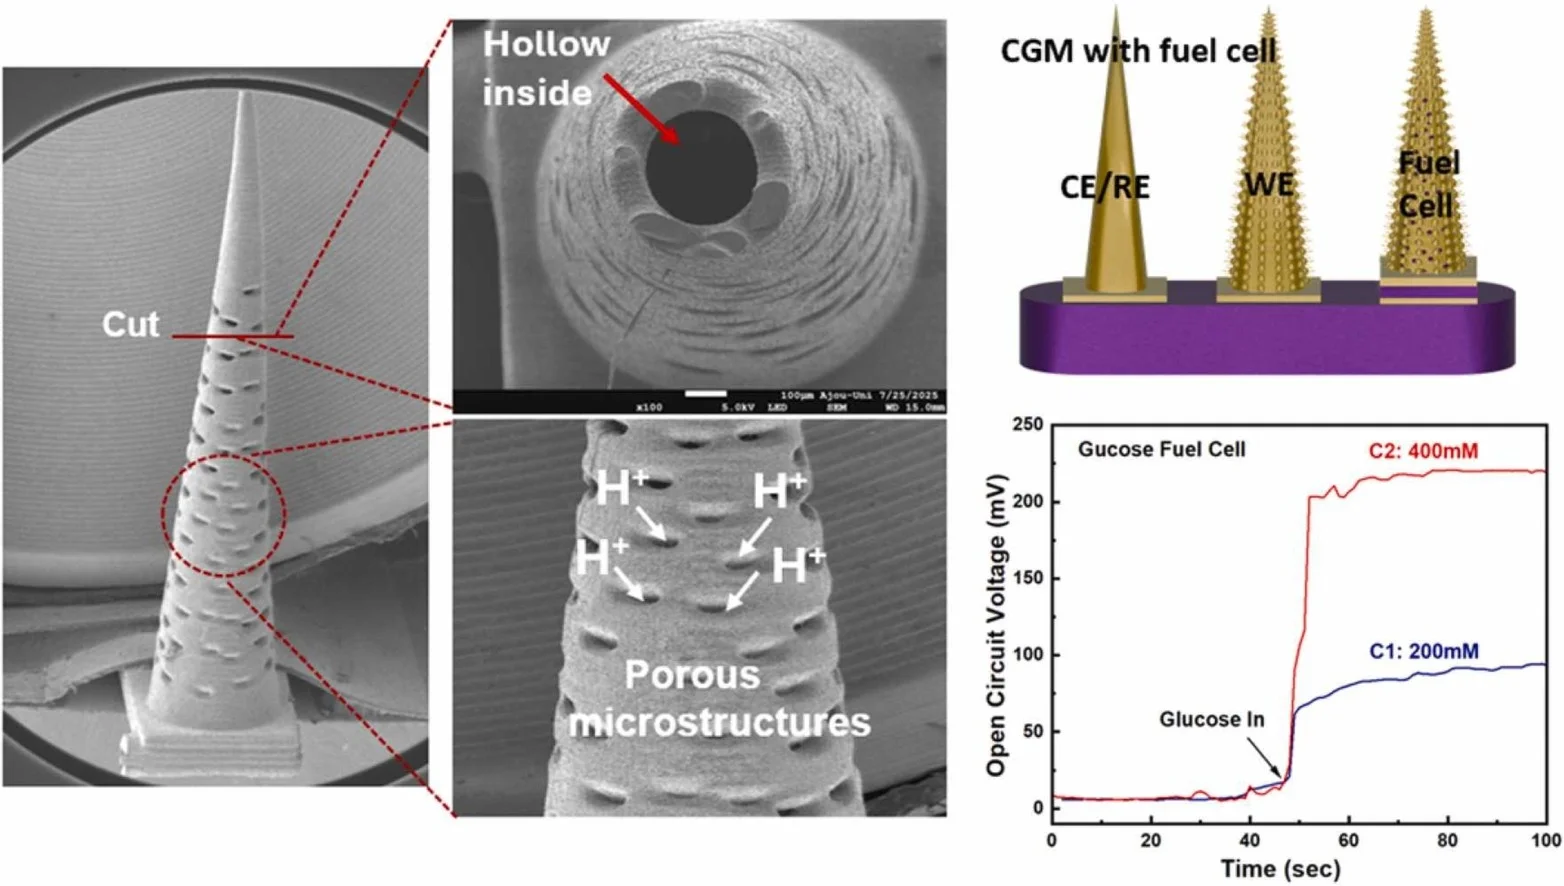 Cut
Hollow
inside
100μm Ajou-Uni 7/25/2025
x100 5.0kV LED SEM WD 15.0mm
H+
H+
H+
H+
Porous
microstructures
CGM with fuel cell
CE/RE
WE
Fuel
Cell
Gucose Fuel Cell
C2: 400mM
C1: 200mM
Glucose In
Open Circuit Voltage (mV)
250
200
150
100
50
0
0 20 40 60 80 100
Time (sec)